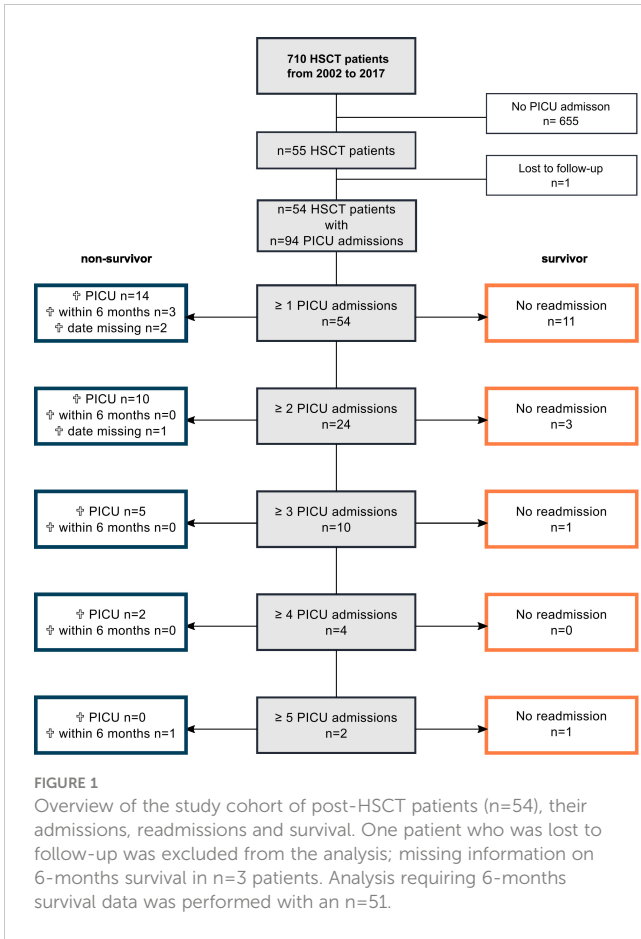 710 HSCT patients
from 2002 to 2017
No PICU admisson
n= 655
n=55 HSCT patients
Lost to follow-up
n=1
n=54 HSCT patients
with
n=94 PICU admissions
non-survivor
survivor
✞ PICU n=14
✞ within 6 months n=3
✞ date missing n=2
≥ 1 PICU admissions
n=54
No readmission
n=11
✞ PICU n=10
✞ within 6 months n=0
✞ date missing n=1
≥ 2 PICU admissions
n=24
No readmission
n=3
✞ PICU n=5
✞ within 6 months n=0
≥ 3 PICU admissions
n=10
No readmission
n=1
✞ PICU n=2
✞ within 6 months n=0
≥ 4 PICU admissions
n=4
No readmission
n=0
✞ PICU n=0
✞ within 6 months n=1
≥ 5 PICU admissions
n=2
No readmission
n=1
FIGURE 1
Overview of the study cohort of post-HSCT patients (n=54), their
admissions, readmissions and survival. One patient who was lost to
follow-up was excluded from the analysis; missing information on
6-months survival in n=3 patients. Analysis requiring 6-months
survival data was performed with an n=51.